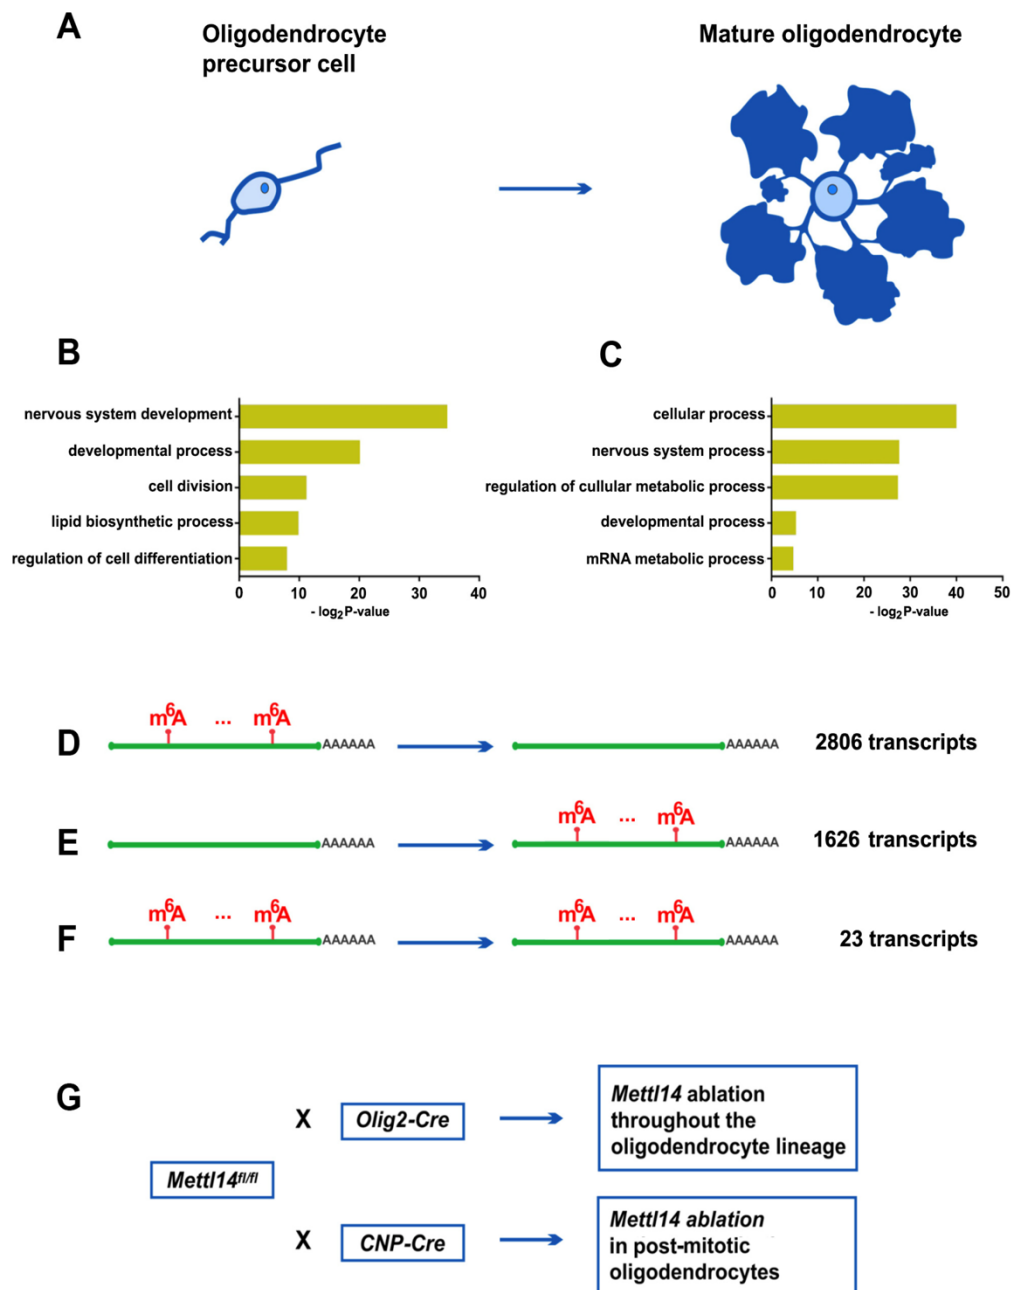 A
Oligodendrocyte
precursor cell
Mature oligodendrocyte
B
nervous system development
developmental process
cell division
lipid biosynthetic process
regulation of cell differentiation
0 10 20 30 40
- log2P-value
C
cellular process
nervous system process
regulation of cullular metabolic process
developmental process
mRNA metabolic process
0 10 20 30 40 50
- log2P-value
D
m6A ... m6A
AAAAAA
AAAAAA
2806 transcripts
E
AAAAAA
m6A ... m6A
AAAAAA
1626 transcripts
F
m6A ... m6A
AAAAAA
m6A ... m6A
AAAAAA
23 transcripts
G
Mettl14fl/fl
X
Olig2-Cre
Mettl14 ablation
throughout the
oligodendrocyte lineage
X
CNP-Cre
Mettl14 ablation
in post-mitotic
oligodendrocytes